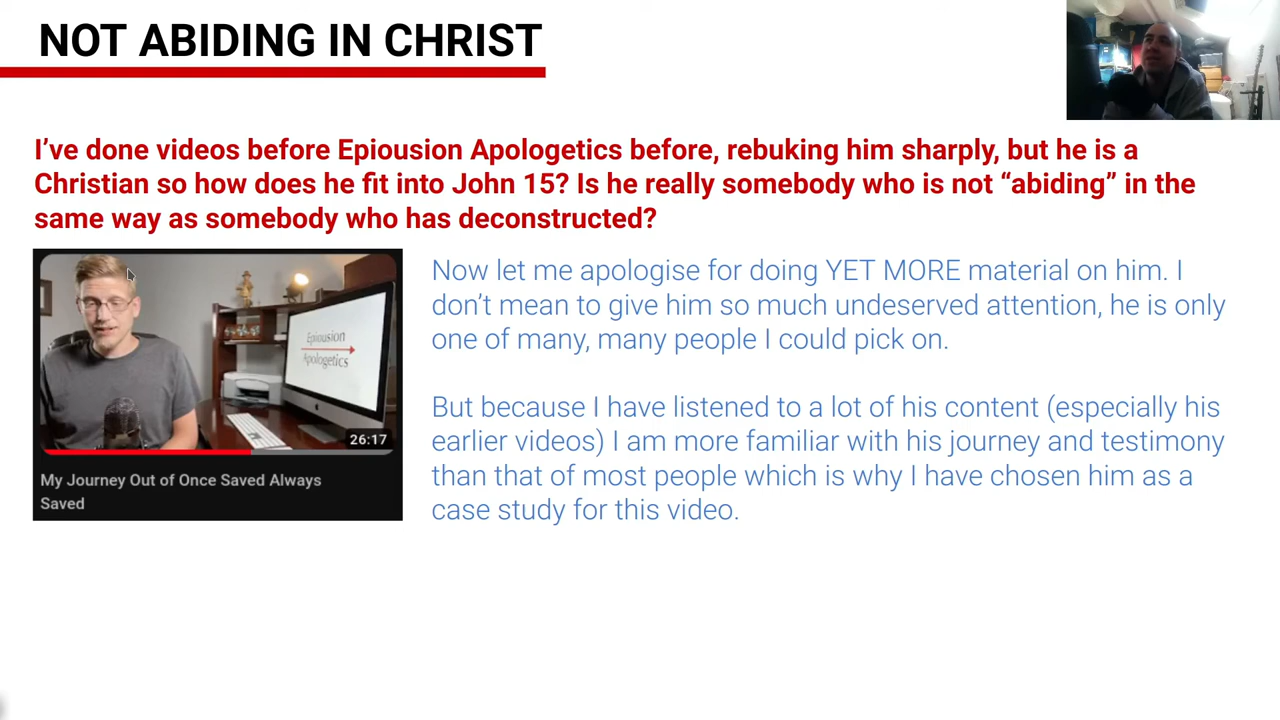 NOT ABIDING IN CHRIST
I've done videos before Epiousion Apologetics before, rebuking him sharply, but he is a
Christian so how does he fit into John 15? Is he really somebody who is not “abiding” in the
same way as somebody who has deconstructed?
Epiousion
Apologetics
26:17
My Journey Out of Once Saved Always
Saved
Now let me apologise for doing YET MORE material on him. I
don't mean to give him so much undeserved attention, he is only
one of many, many people I could pick on.
But because I have listened to a lot of his content (especially his
earlier videos) I am more familiar with his journey and testimony
than that of most people which is why I have chosen him as a
case study for this video.